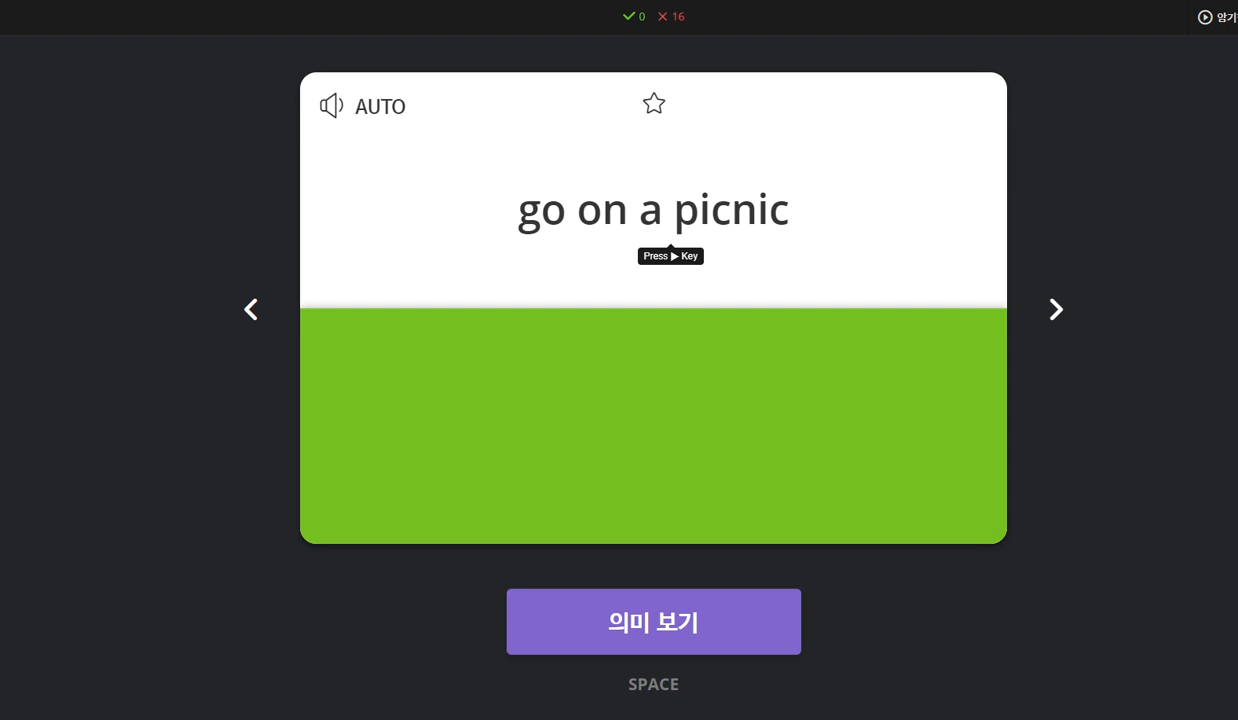 0 16
암기
AUTO
go on a picnic
Press ▶ Key
의미 보기
SPACE